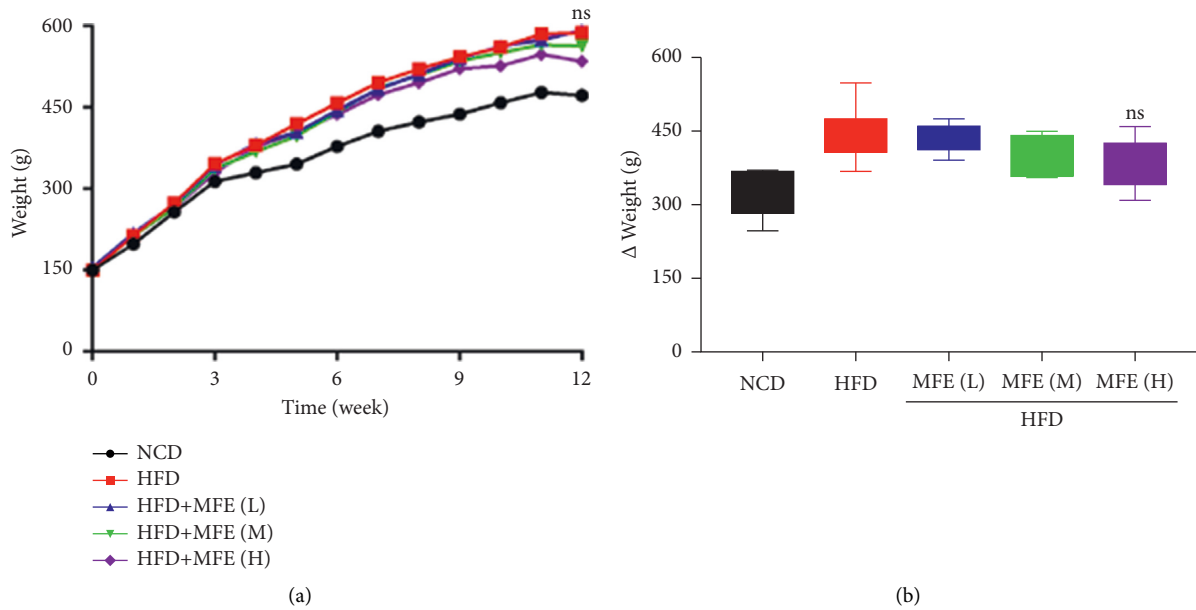 ns
600
450
300
150
0
Weight (g)
0
3
6
9
12
Time (week)
NCD
HFD
HFD+MFE (L)
HFD+MFE (M)
HFD+MFE (H)
(a)
600
450
300
150
0
Δ Weight (g)
ns
NCD
HFD
MFE (L)
MFE (M)
MFE (H)
HFD
(b)